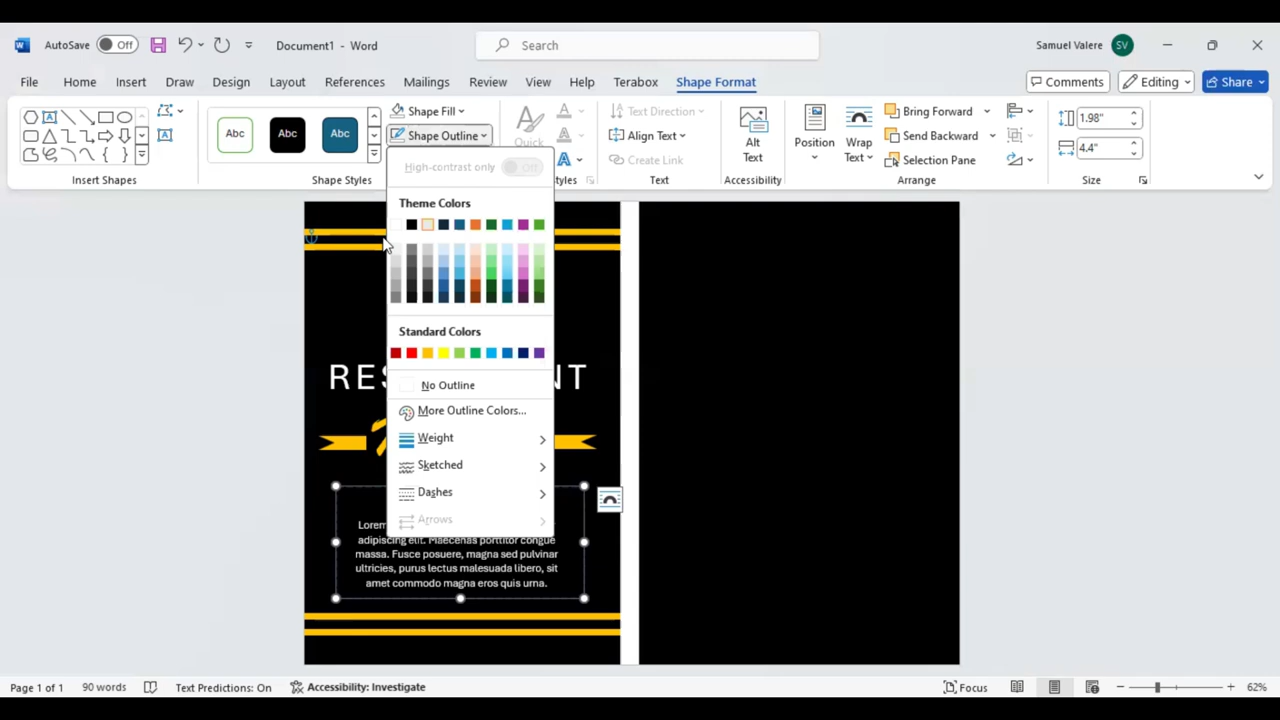 AutoSave Off Document1 - Word Search Samuel Valere SV
File Home Insert Draw Design Layout References Mailings Review View Help Terabox Shape Format Comments Editing Share
Abc Abc Abc
Shape Fill
Shape Outline
Quick
Text Direction
Align Text
Create Link
Alt
Text
Position
Wrap
Text
Bring Forward
Send Backward
Selection Pane
1.98"
4.4"
Insert Shapes Shape Styles Text Accessibility Arrange Size
High-contrast only Off
Theme Colors
Standard Colors
No Outline
More Outline Colors...
Weight
Sketched
Dashes
Arrows
adipiscing elit. Maecenas porttitor congue
massa. Fusce posuere, magna sed pulvinar
ultricies, purus lectus malesuada libero, sit
amet commodo magna eros quis urna.
Page 1 of 1 90 words Text Predictions: On Accessibility: Investigate Focus 62%